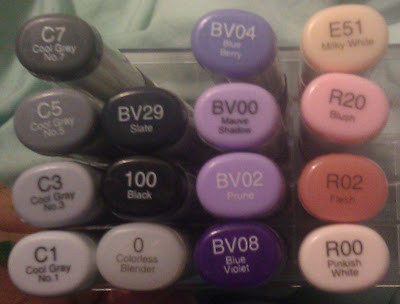 C7
Cool Gray
No.7
BV04
Blue
Berry
E51
Milky White
C5
Cool Gray
No.5
BV29
Slate
BV00
Mauve
Shadow
R20
Blush
C3
Cool Gray
No.3
100
Black
BV02
Prune
R02
Flesh
C1
Cool Gray
No.1
0
Colorless
Blender
BV08
Blue
Violet
R00
Pinkish
White